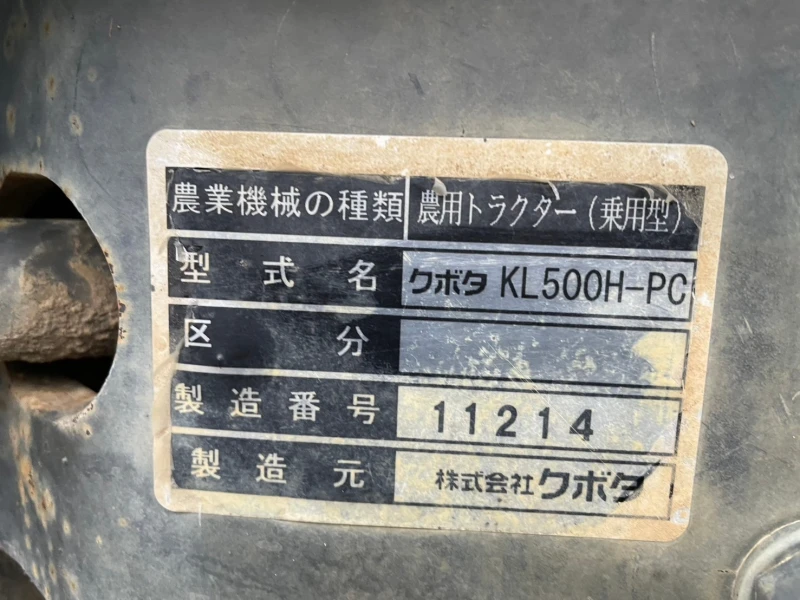 農業機械の種類 農用トラクター(乗用型)
型式名 クボタ KL500H-PC
区分
製造番号 11214
製造元 株式会社クボタ